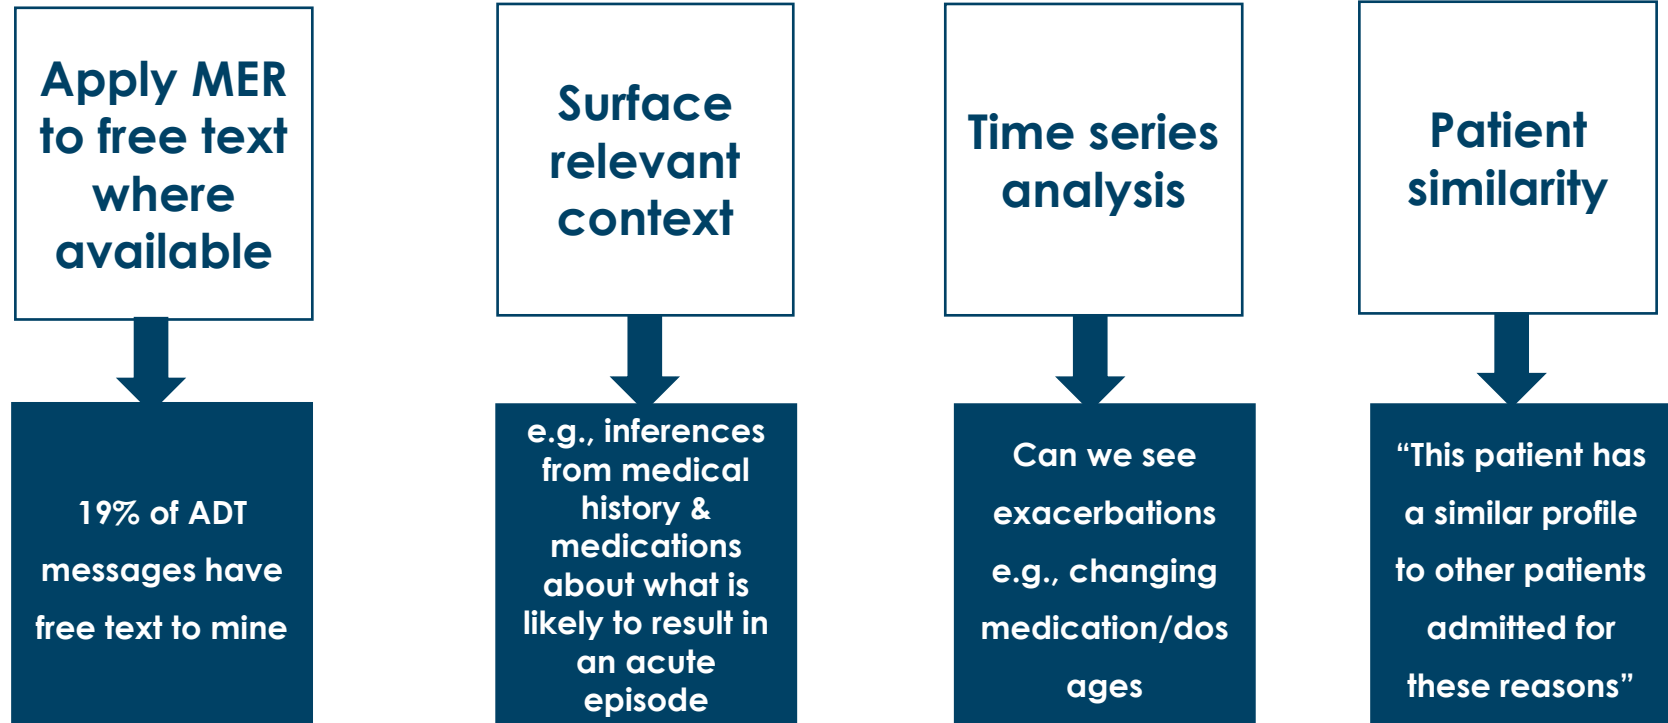 Apply MER
to free text
where
available
19% of ADT
messages have
free text to mine
Surface
relevant
context
e.g., inferences
from medical
history &
medications
about what is
likely to result in
an acute
episode
Time series
analysis
Can we see
exacerbations
e.g., changing
medication/dos
ages
Patient
similarity
“This patient has
a similar profile
to other patients
admitted for
these reasons”